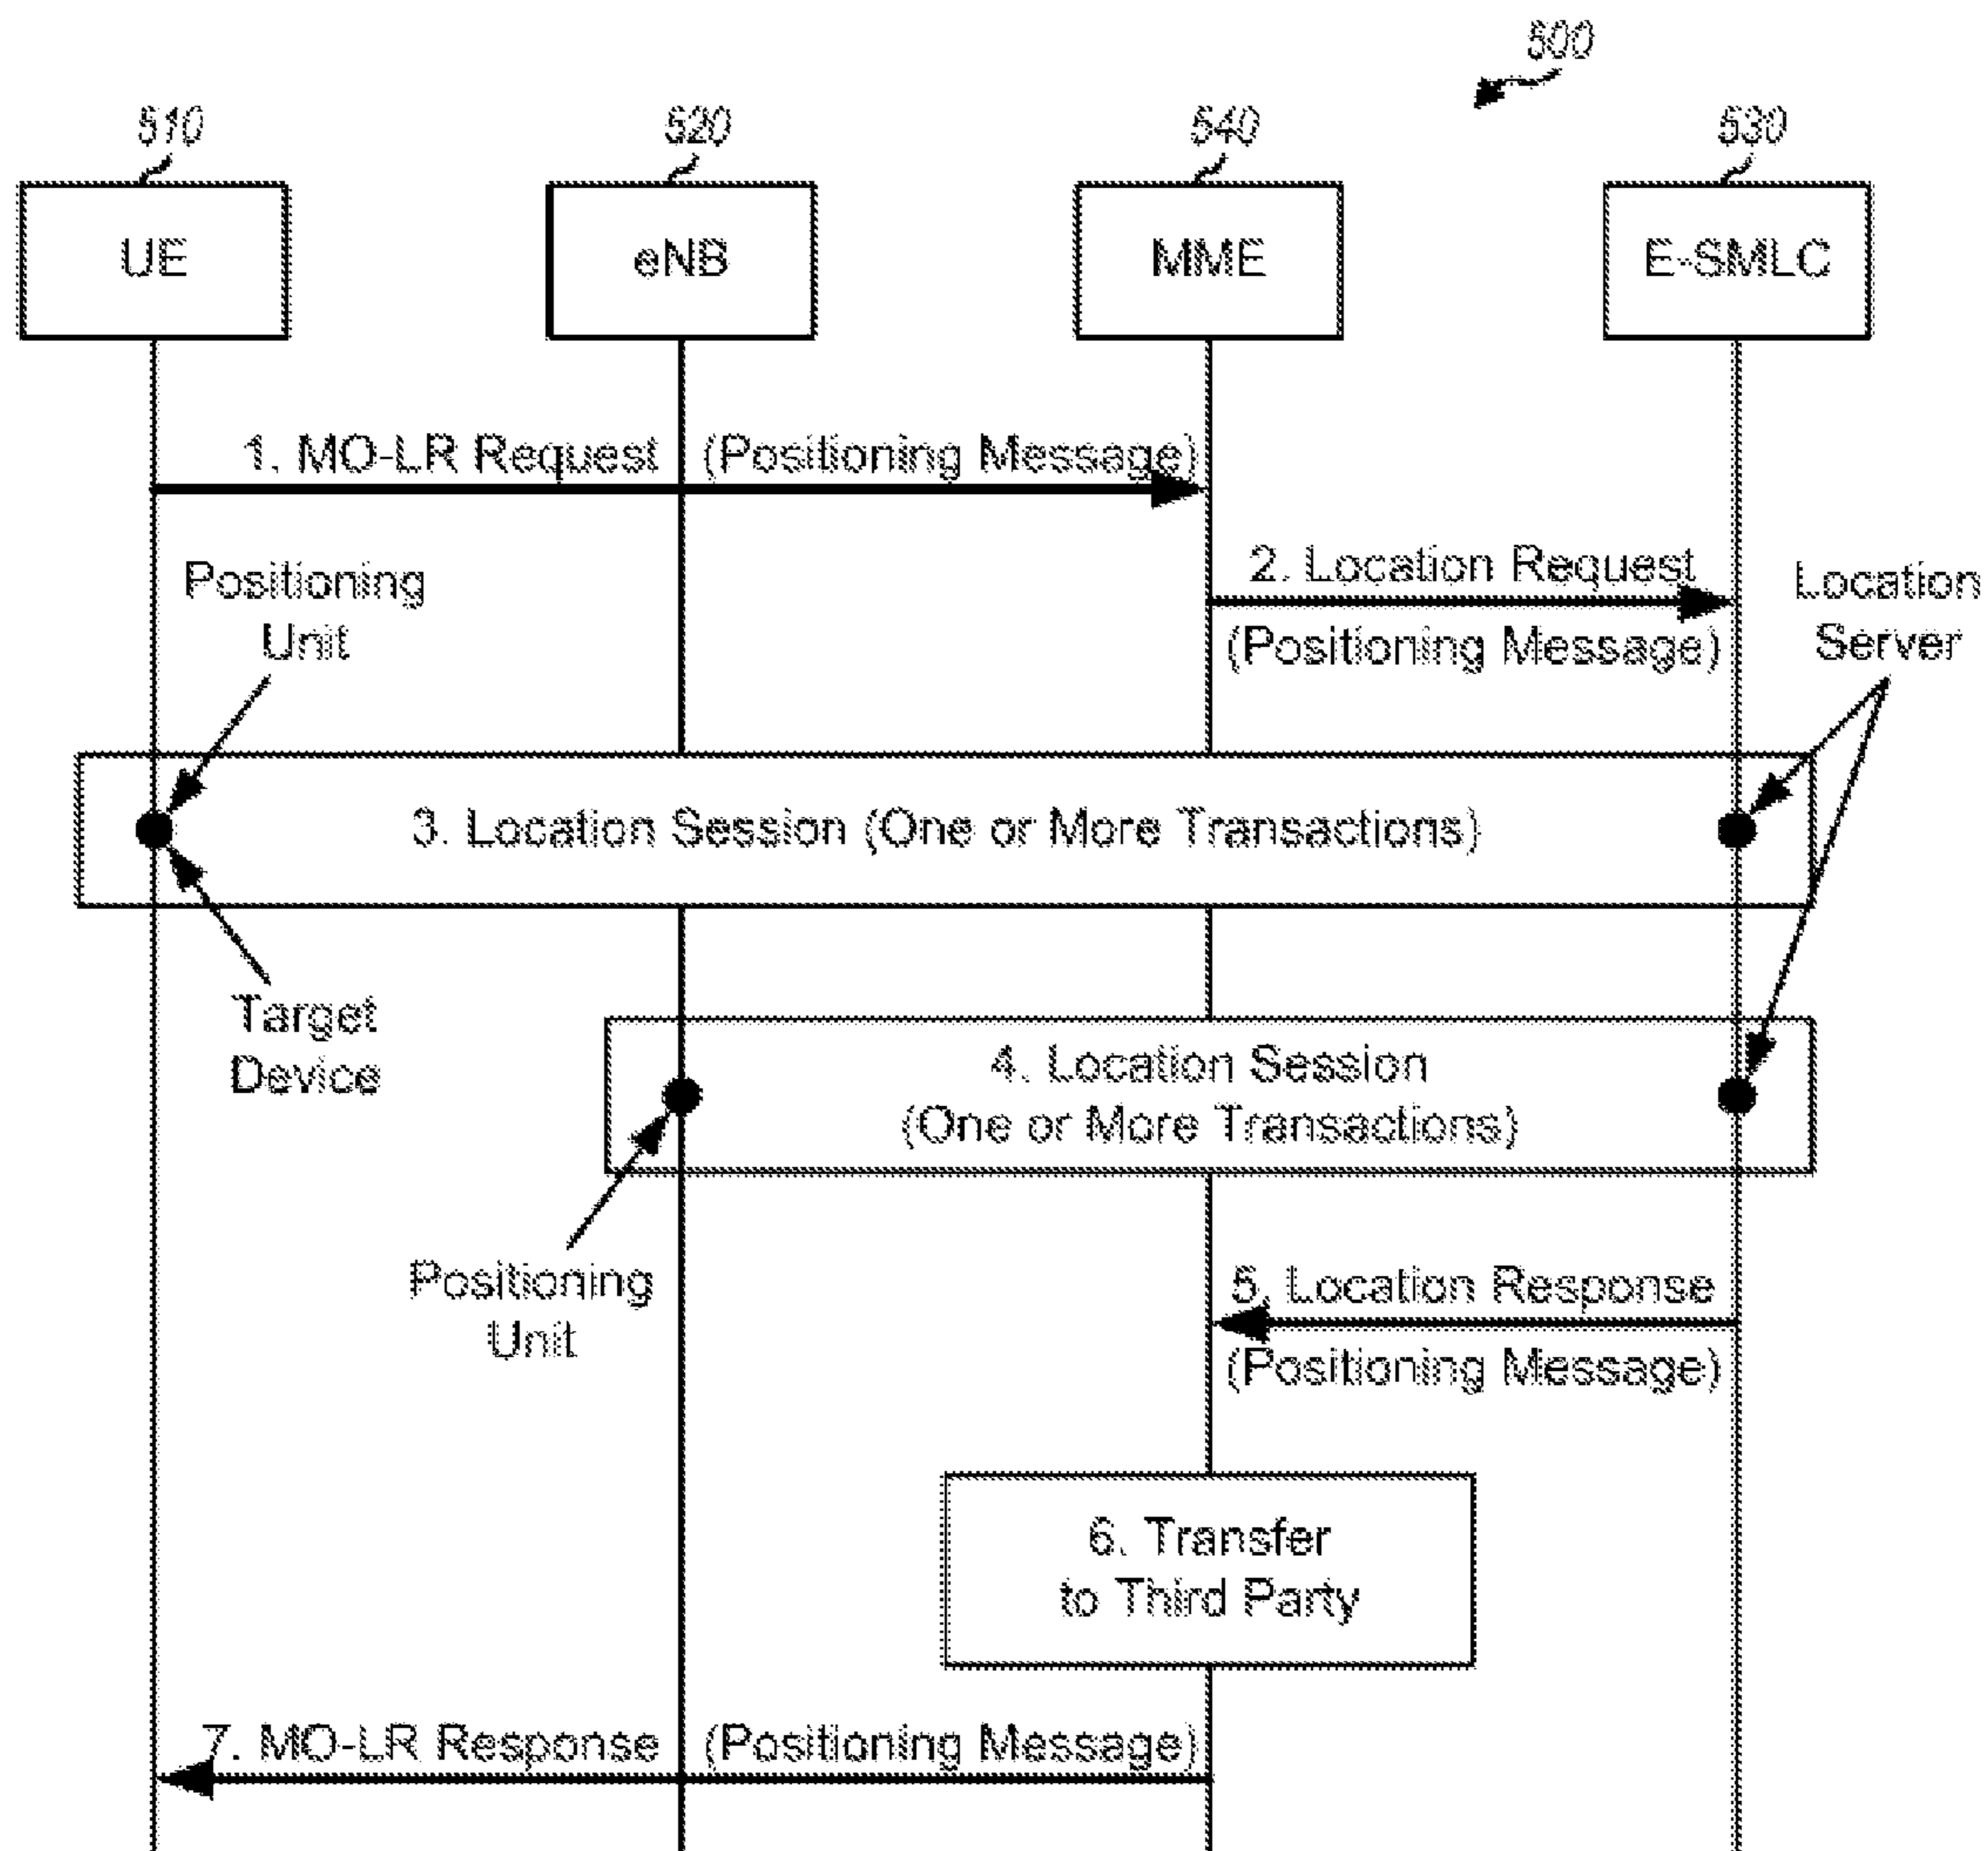 500
510
520
540
530
UE
eNB
MME
E-SMLC
1. MO-LR Request (Positioning Message)
2. Location Request
(Positioning Message)
Positioning
Unit
Location
Server
3. Location Session (One or More Transactions)
Target
Device
4. Location Session
(One or More Transactions)
Positioning
Unit
5. Location Response
(Positioning Message)
6. Transfer
to Third Party
7. MO-LR Response (Positioning Message)